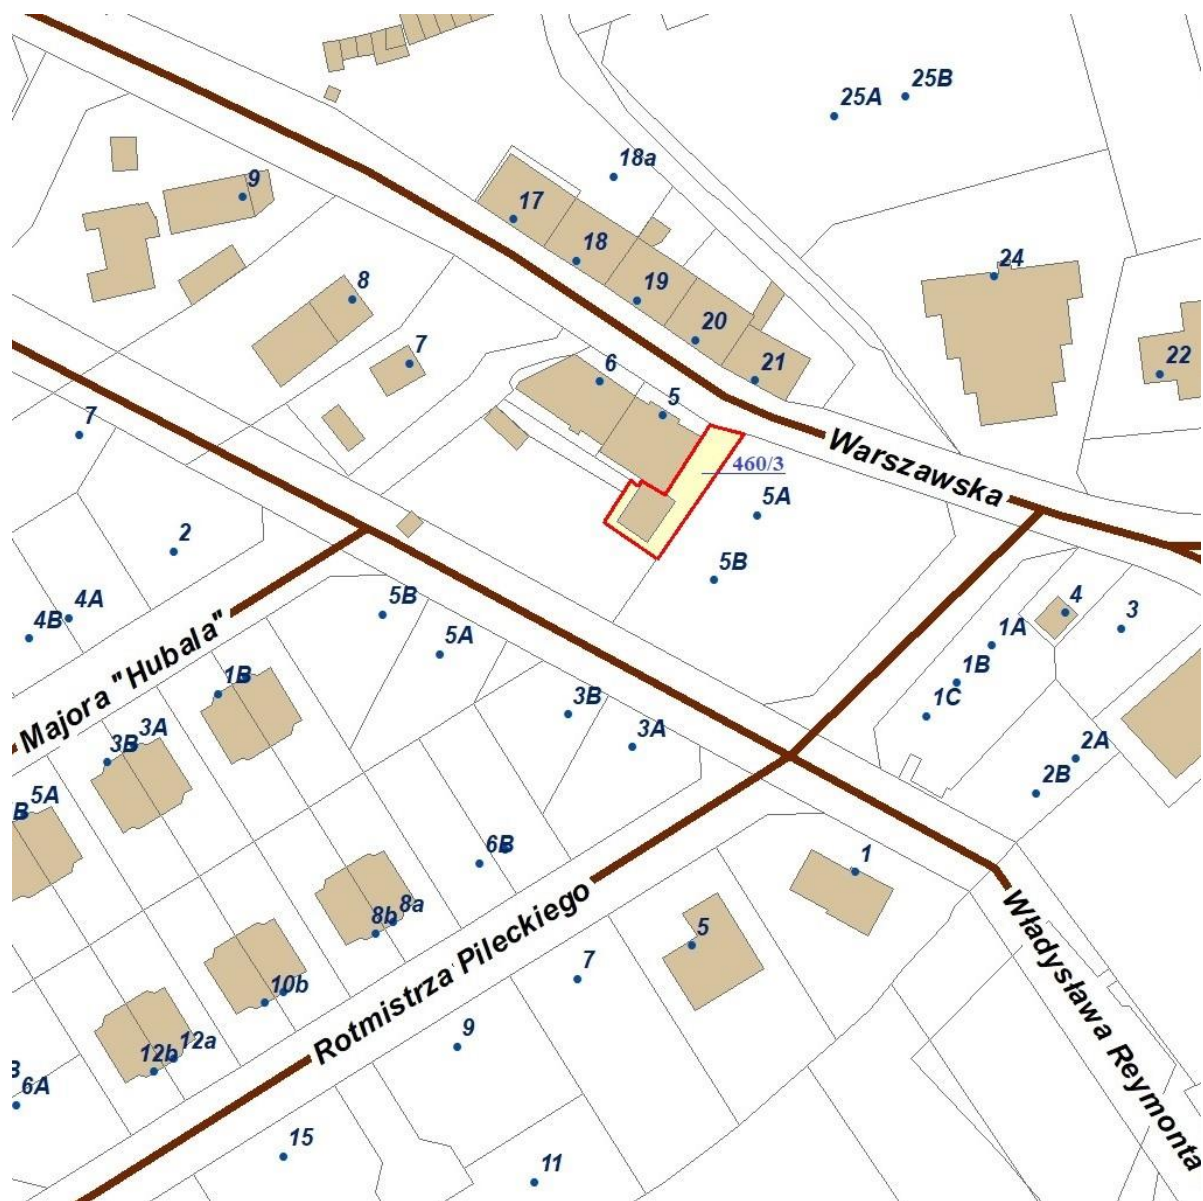 25B
25A
18a
9
17
18
24
8
19
20
22
7
21
6
5
7
Warszawska
460/3
5A
2
5B
4A
4B
5B
4
3
1A
5A
1B
Majora "Hubala"
1B
3B
1C
3A
3B
3A
2A
2B
5A
B
6B
1
8a
8b
Rotmistrza Pileckiego
5
Władysława Reymonta
7
10b
9
12a
12b
B
6A
15
11